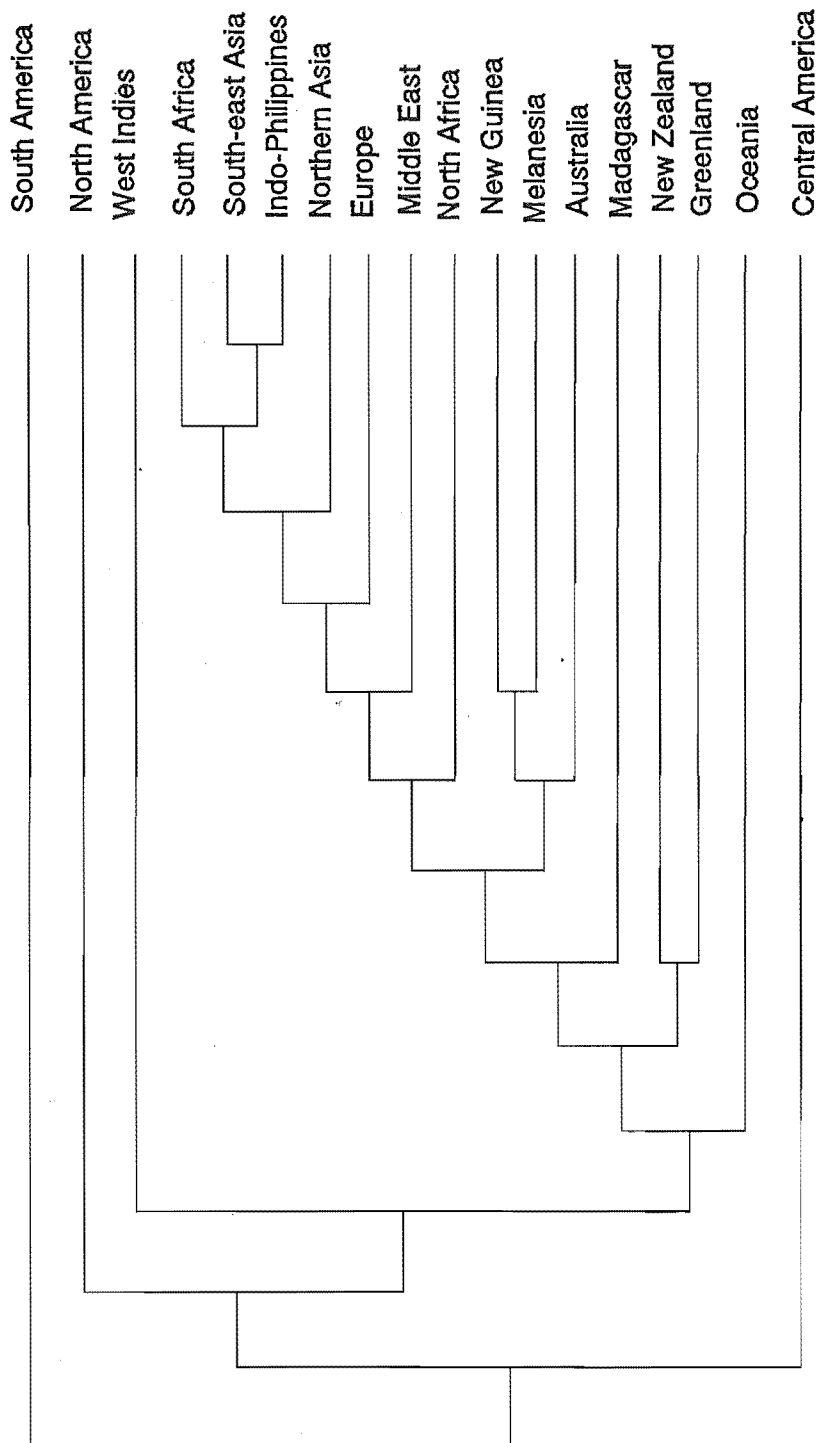 South America
North America
West Indies
South Africa
South-east Asia
Indo-Philippines
Northern Asia
Europe
Middle East
North Africa
New Guinea
Melanesia
Australia
Madagascar
New Zealand
Greenland
Oceania
Central America